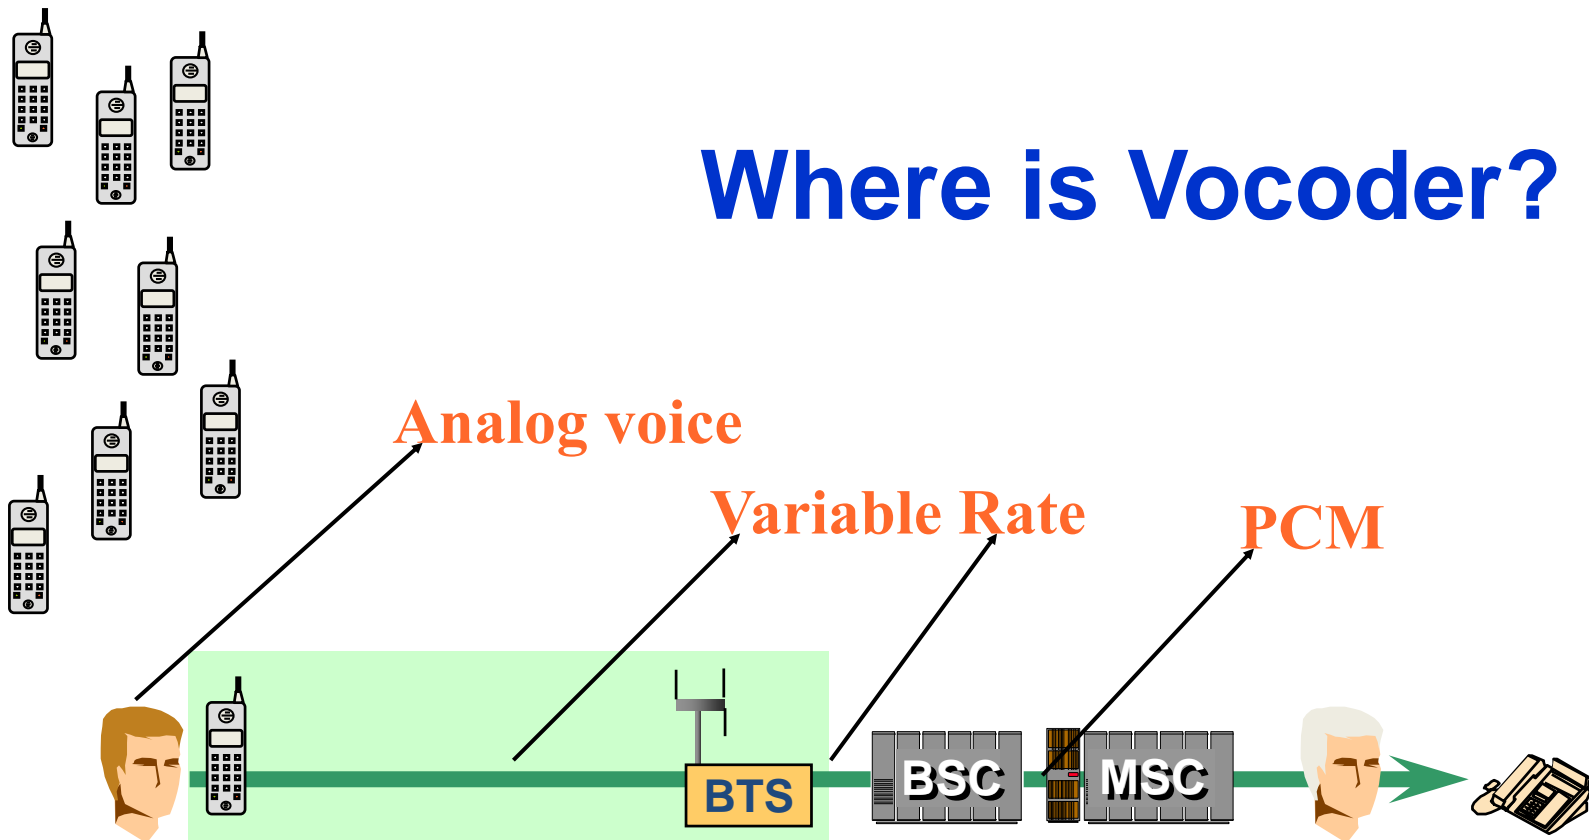 Where is Vocoder?
Analog voice
Variable Rate
PCM
BTS
BSC
MSC